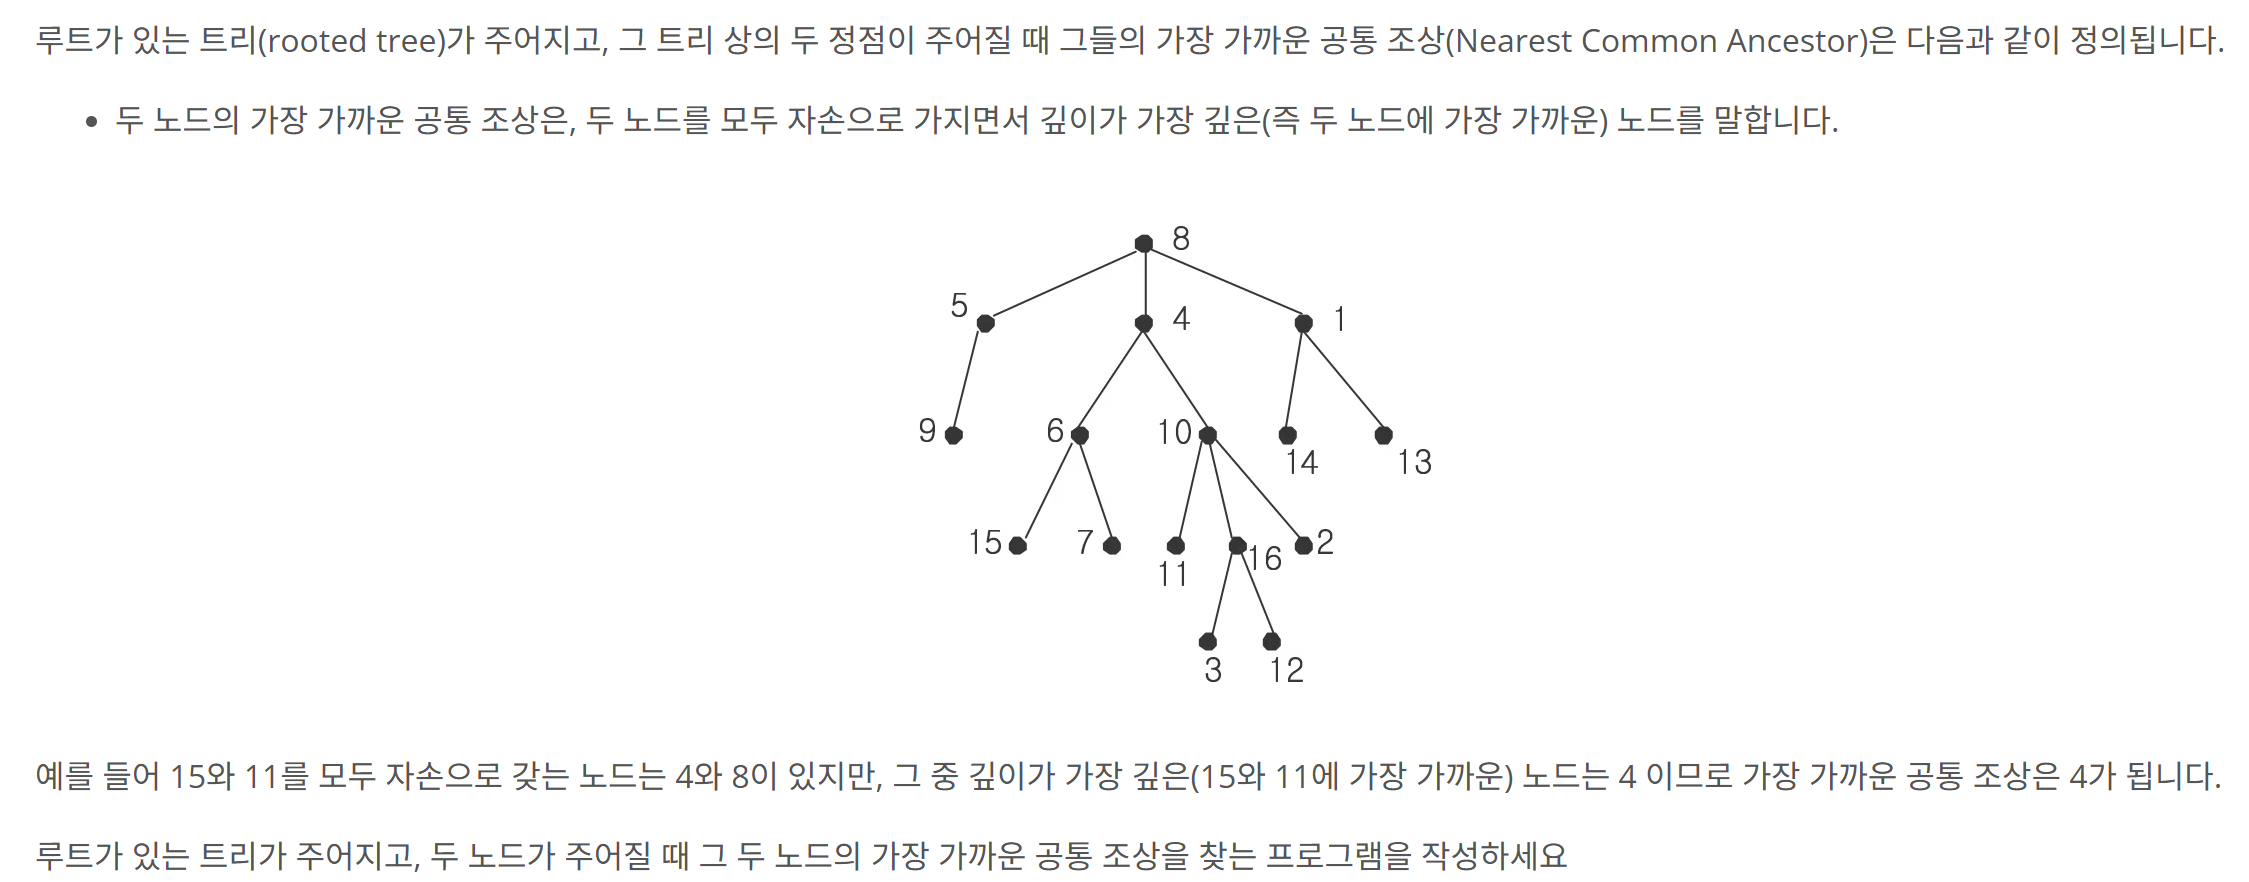 루트가 있는 트리(rooted tree)가 주어지고, 그 트리 상의 두 정점이 주어질 때 그들의 가장 가까운 공통 조상(Nearest Common Ancestor)은 다음과 같이 정의됩니다.
• 두 노드의 가장 가까운 공통 조상은, 두 노드를 모두 자손으로 가지면서 깊이가 가장 깊은(즉 두 노드에 가장 가까운) 노드를 말합니다.
8
5 4 1
9 6 10
14 13
15 7 2
11 16
3 12
예를 들어 15와 11를 모두 자손으로 갖는 노드는 4와 8이 있지만, 그 중 깊이가 가장 깊은(15와 11에 가장 가까운) 노드는 4 이므로 가장 가까운 공통 조상은 4가 됩니다.
루트가 있는 트리가 주어지고, 두 노드가 주어질 때 그 두 노드의 가장 가까운 공통 조상을 찾는 프로그램을 작성하세요